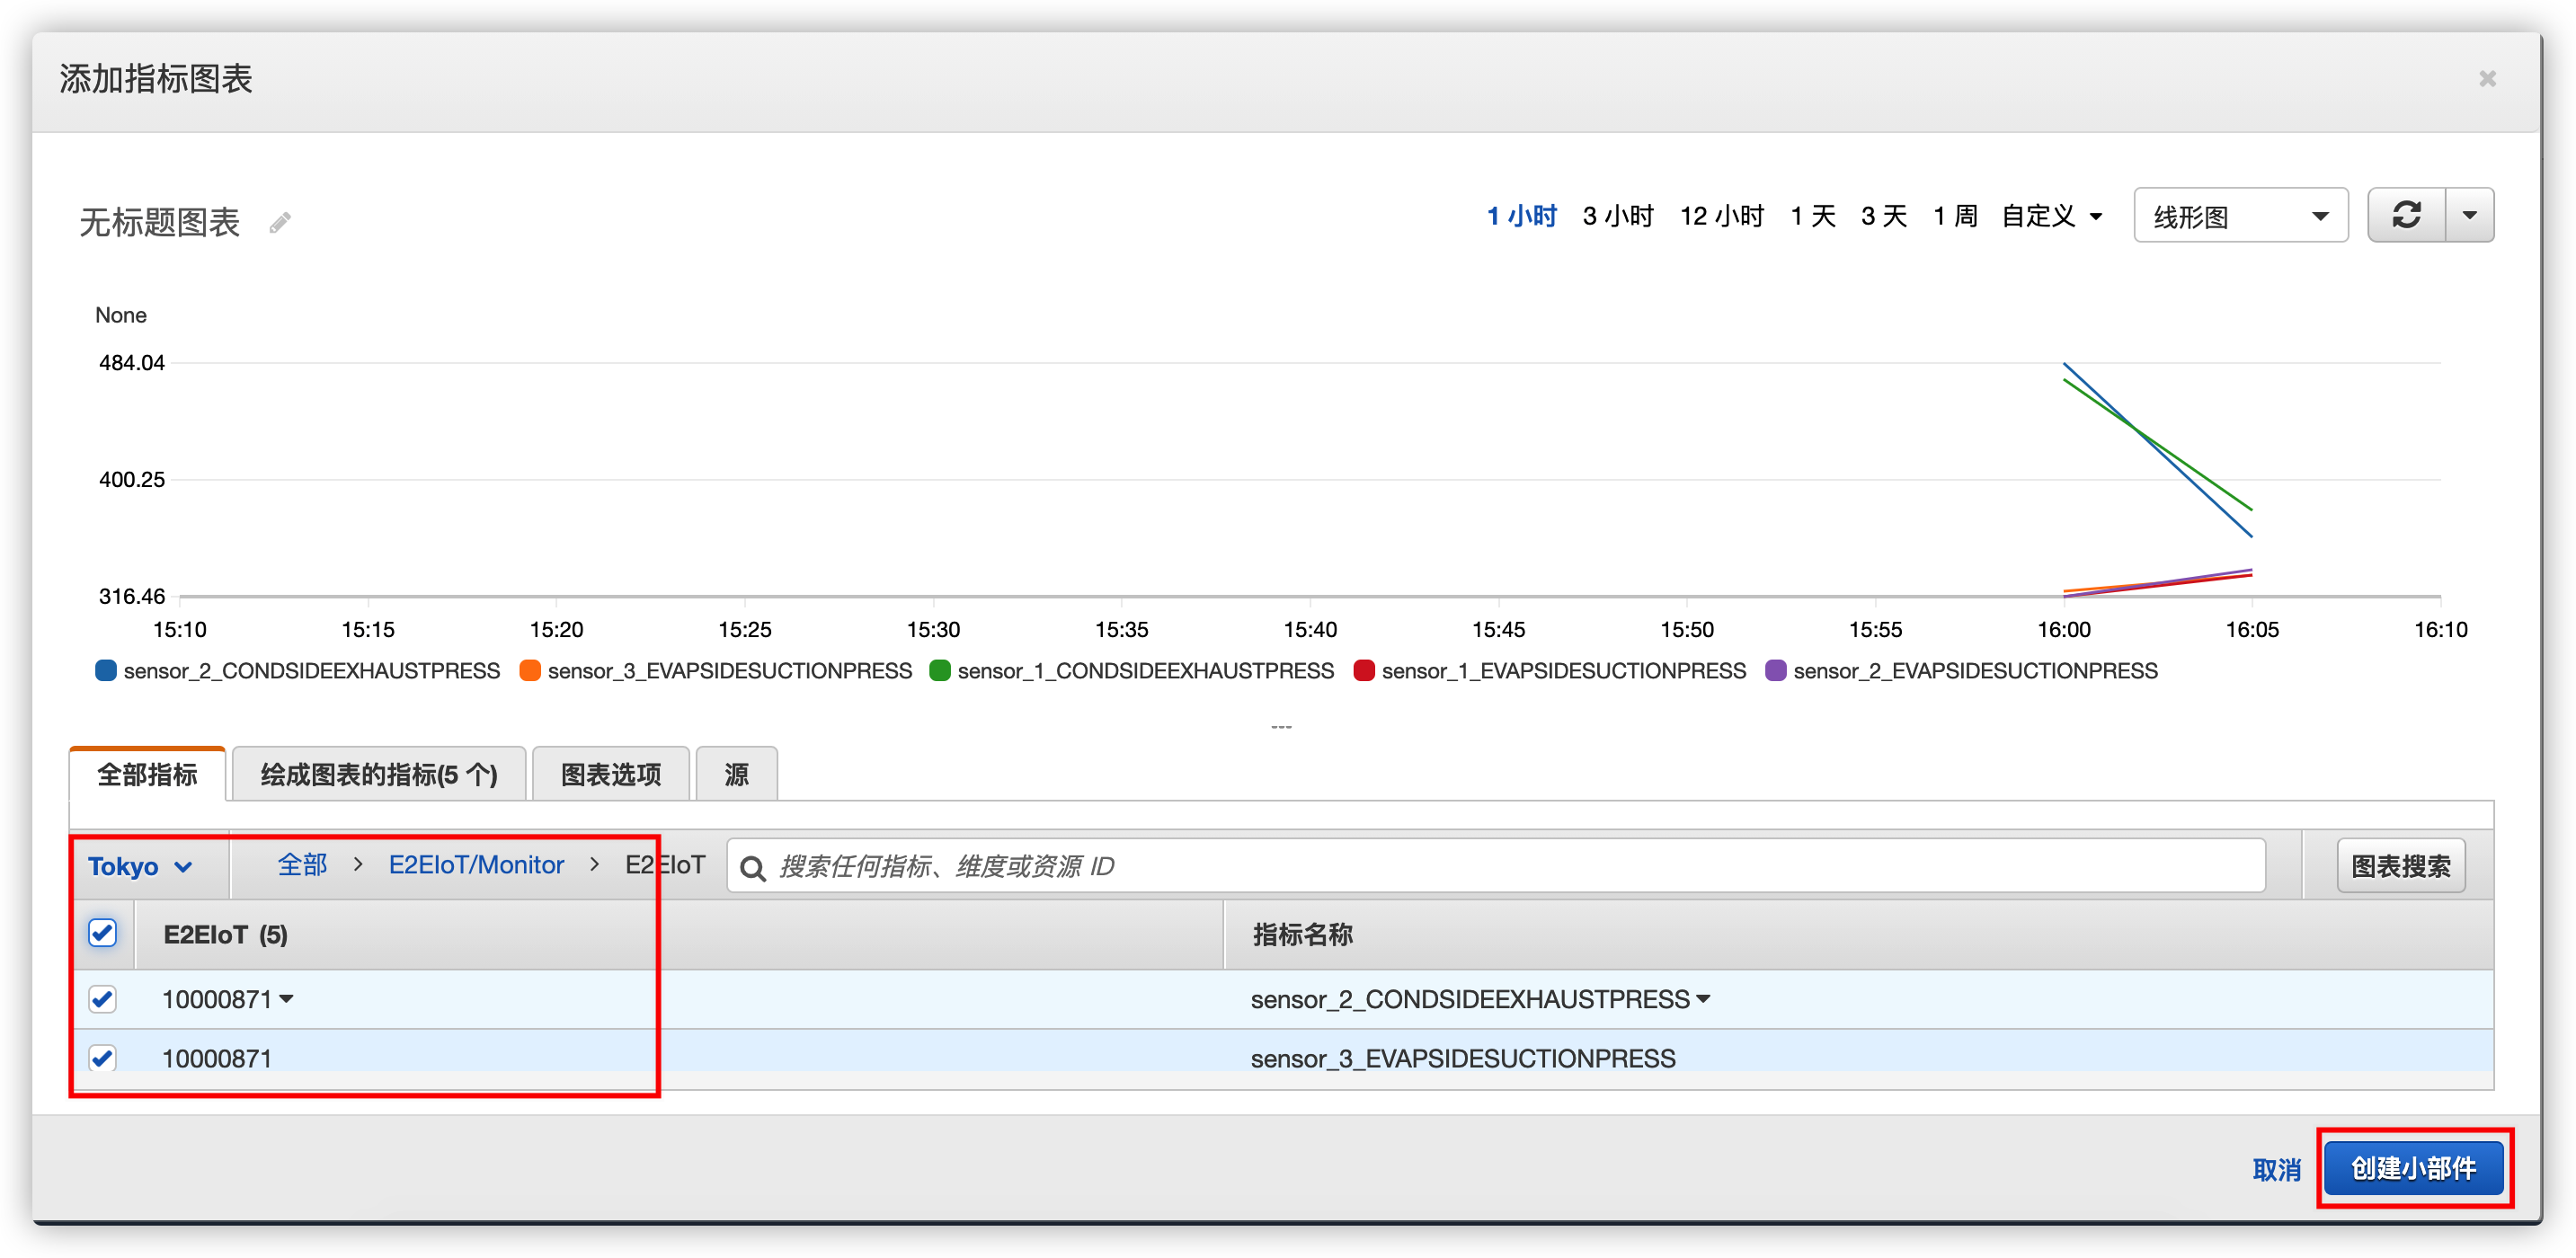 添加指标图表
无标题图表
1 小时 3 小时 12 小时 1 天 3 天 1 周 自定义 线形图
None
484.04
400.25
316.46
15:10 15:15 15:20 15:25 15:30 15:35 15:40 15:45 15:50 15:55 16:00 16:05 16:10
sensor_2_CONDSIDEEXHAUSTPRESS sensor_3_EVAPSIDESUCTIONPRESS sensor_1_CONDSIDEEXHAUSTPRESS sensor_1_EVAPSIDESUCTIONPRESS sensor_2_EVAPSIDESUCTIONPRESS
全部指标 绘成图表的指标(5 个) 图表选项 源
Tokyo 全部 > E2EIoT/Monitor > E2EIoT 搜索任何指标、维度或资源 ID 图表搜索
E2EIoT (5) 指标名称
10000871 sensor_2_CONDSIDEEXHAUSTPRESS
10000871 sensor_3_EVAPSIDESUCTIONPRESS
取消 创建小部件